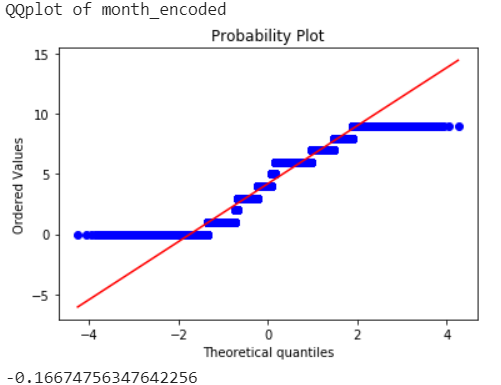 QQplot of month_encoded
Probability Plot
15
10
5
0
−5
Ordered Values
−4
−2
0
2
4
Theoretical quantiles
-0.16674756347642256